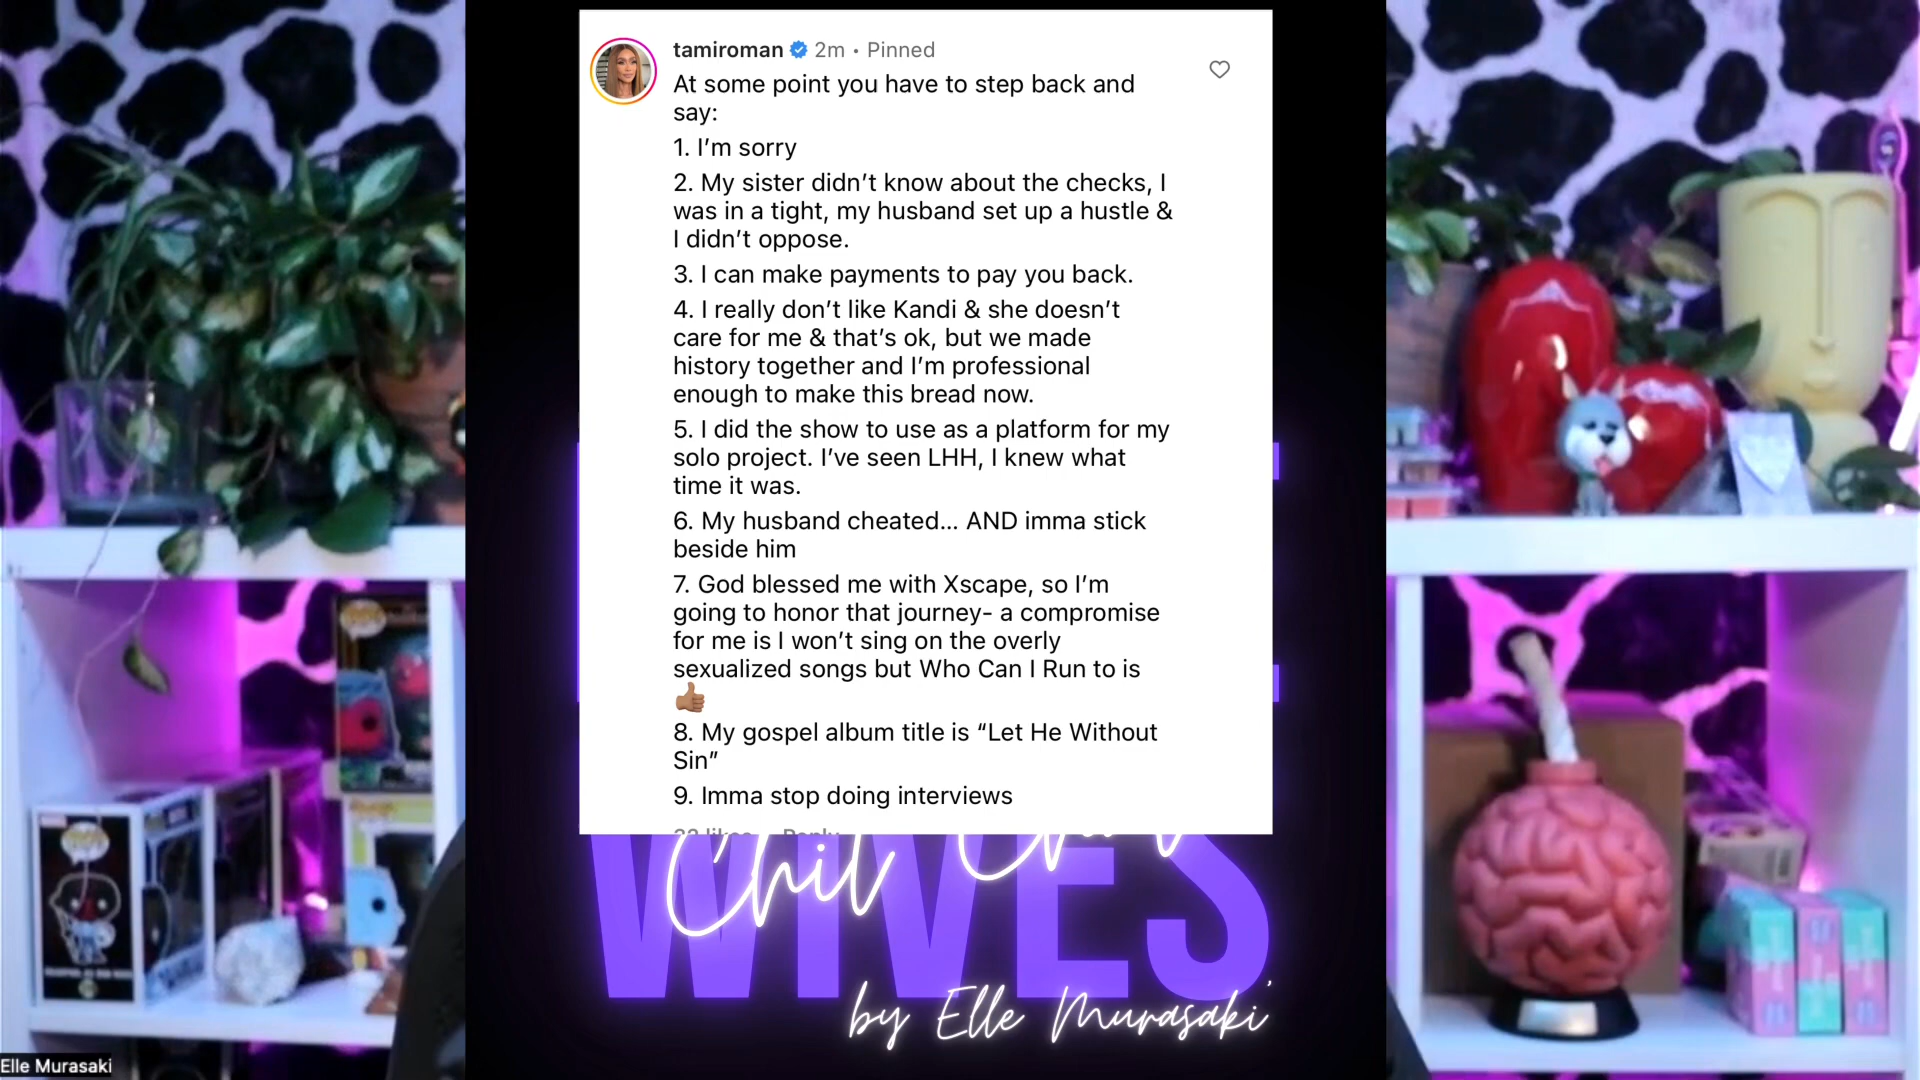 tamiroman 2m • Pinned
At some point you have to step back and
say:
1. I’m sorry
2. My sister didn’t know about the checks, I
was in a tight, my husband set up a hustle &
I didn’t oppose.
3. I can make payments to pay you back.
4. I really don’t like Kandi & she doesn’t
care for me & that’s ok, but we made
history together and I’m professional
enough to make this bread now.
5. I did the show to use as a platform for my
solo project. I’ve seen LHH, I knew what
time it was.
6. My husband cheated... AND imma stick
beside him
7. God blessed me with Xscape, so I’m
going to honor that journey- a compromise
for me is I won’t sing on the overly
sexualized songs but Who Can I Run to is
👍🏽
8. My gospel album title is “Let He Without
Sin”
9. Imma stop doing interviews
Chit
WIVES
by Elle Murasaki
Elle Murasaki